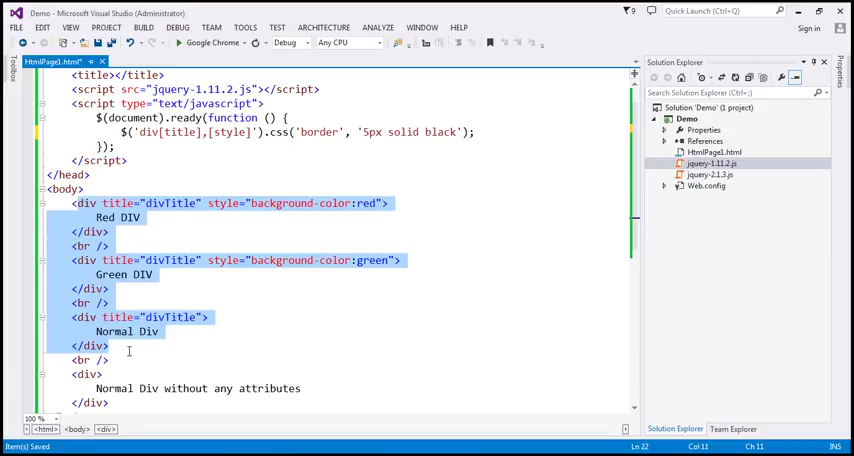 Demo - Microsoft Visual Studio (Administrator)
9
Quick Launch (Ctrl+Q)
FILE EDIT VIEW PROJECT BUILD DEBUG TEAM TOOLS TEST ARCHITECTURE ANALYZE WINDOW HELP
Sign in
Google Chrome Debug Any CPU
Toolbox
HtmlPage1.html*
<title></title>
<script src="jquery-1.11.2.js"></script>
<script type="text/javascript">
$(document).ready(function () {
$('div[title],[style]').css('border', '5px solid black');
});
</script>
</head>
<body>
<div title="divTitle" style="background-color:red">
Red DIV
</div>
<br />
<div title="divTitle" style="background-color:green">
Green DIV
</div>
<br />
<div title="divTitle">
Normal Div
</div>
<br />
<div>
Normal Div without any attributes
</div>
100 %
<html> <body> <div>
Solution Explorer
Search Solution Explorer (Ctrl+;)
Solution 'Demo' (1 project)
Demo
Properties
References
HtmlPage1.html
jquery-1.11.2.js
jquery-2.1.3.js
Web.config
Solution Explorer Team Explorer
Properties
Item(s) Saved
Ln 22 Col 11 Ch 11 INS